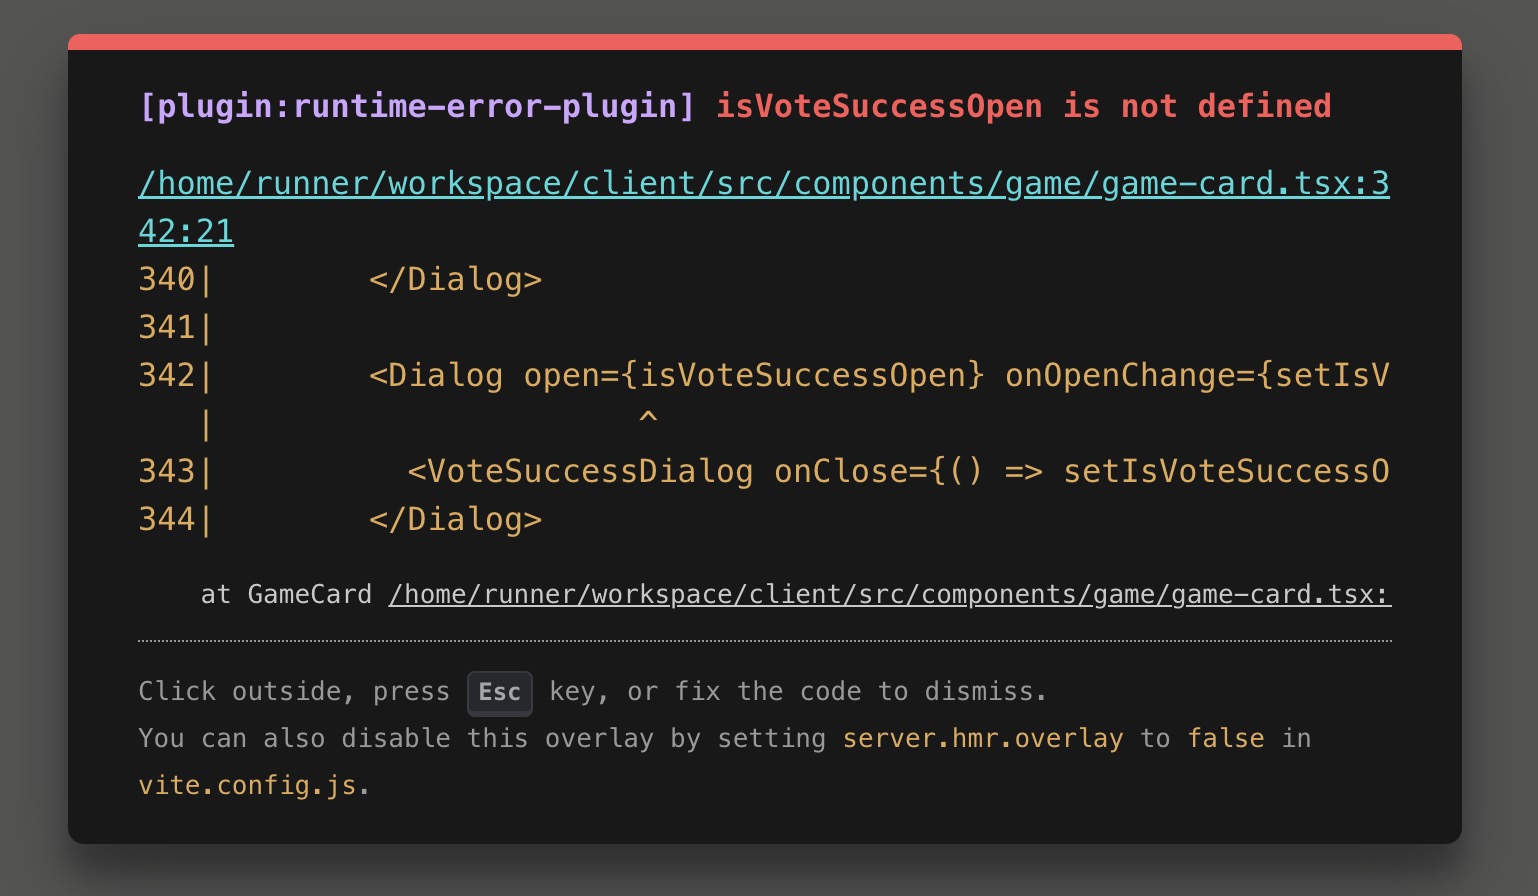 [plugin:runtime-error-plugin] isVoteSuccessOpen is not defined
/home/runner/workspace/client/src/components/game/game-card.tsx:3
42:21
340|        </Dialog>
341|
342|        <Dialog open={isVoteSuccessOpen} onOpenChange={setIsV
   |                      ^
343|          <VoteSuccessDialog onClose={() => setIsVoteSuccessO
344|        </Dialog>
at GameCard /home/runner/workspace/client/src/components/game/game-card.tsx:
Click outside, press Esc key, or fix the code to dismiss.
You can also disable this overlay by setting server.hmr.overlay to false in
vite.config.js.